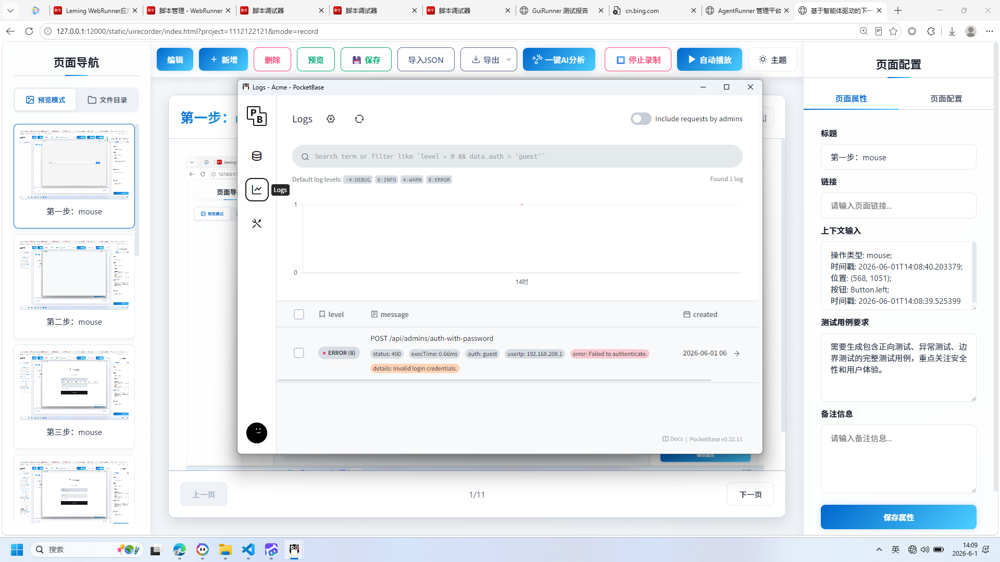 Leming WebRunner应
脚本管理 - WebRunner
脚本调试器
脚本调试器
脚本调试器
GuiRunner 测试报告
cn.bing.com
AgentRunner 管理平台
基于智能体驱动的下一
127.0.0.1:12000/static/uirecorder/index.html?project=1112122121&mode=record
页面导航
预览模式
文件目录
第一步：mouse
第二步：mouse
第三步：mouse
编辑
新增
删除
预览
保存
导入JSON
导出
一键AI分析
停止录制
自动播放
主题
第一步：
Leming
127.0.0.1:
页面导
预览模式
保存属性
上一页
1/11
下一页
Logs - Acme - PocketBase
P
B
Logs
Include requests by admins
Search term or filter like `level > 0 && data.auth = 'guest'`
Default log levels: -4:DEBUG 0:INFO 4:WARN 8:ERROR
Found 1 log
Logs
1
0
14时
level
message
created
POST /api/admins/auth-with-password
ERROR (8)
status: 400
execTime: 0.66ms
auth: guest
userIp: 192.168.208.1
error: Failed to authenticate.
details: Invalid login credentials.
2026-06-01 06
Docs | PocketBase v0.22.11
页面配置
页面属性
页面配置
标题
第一步：mouse
链接
请输入页面链接...
上下文输入
操作类型: mouse;
时间戳: 2026-06-01T14:08:40.203379;
位置: (568, 1051);
按钮: Button.left;
时间戳: 2026-06-01T14:08:39.525399
测试用例要求
需要生成包含正向测试、异常测试、边
界测试的完整测试用例，重点关注安全
性和用户体验。
备注信息
请输入备注信息...
保存属性
搜索
英
14:09
2026-6-1